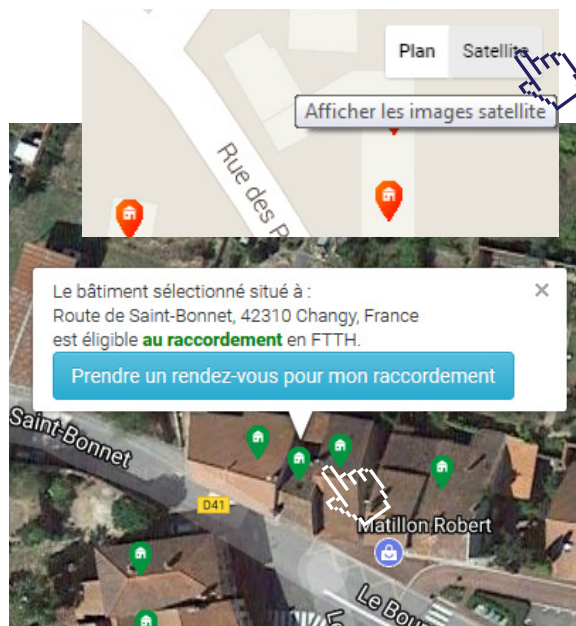 Plan Satellite
Afficher les images satellite
Rue des P
Le bâtiment sélectionné situé à :
Route de Saint-Bonnet, 42310 Changy, France
est éligible au raccordement en FTTH.
Prendre un rendez-vous pour mon raccordement
Saint-Bonnet
D41
Matillon Robert
Le Bour